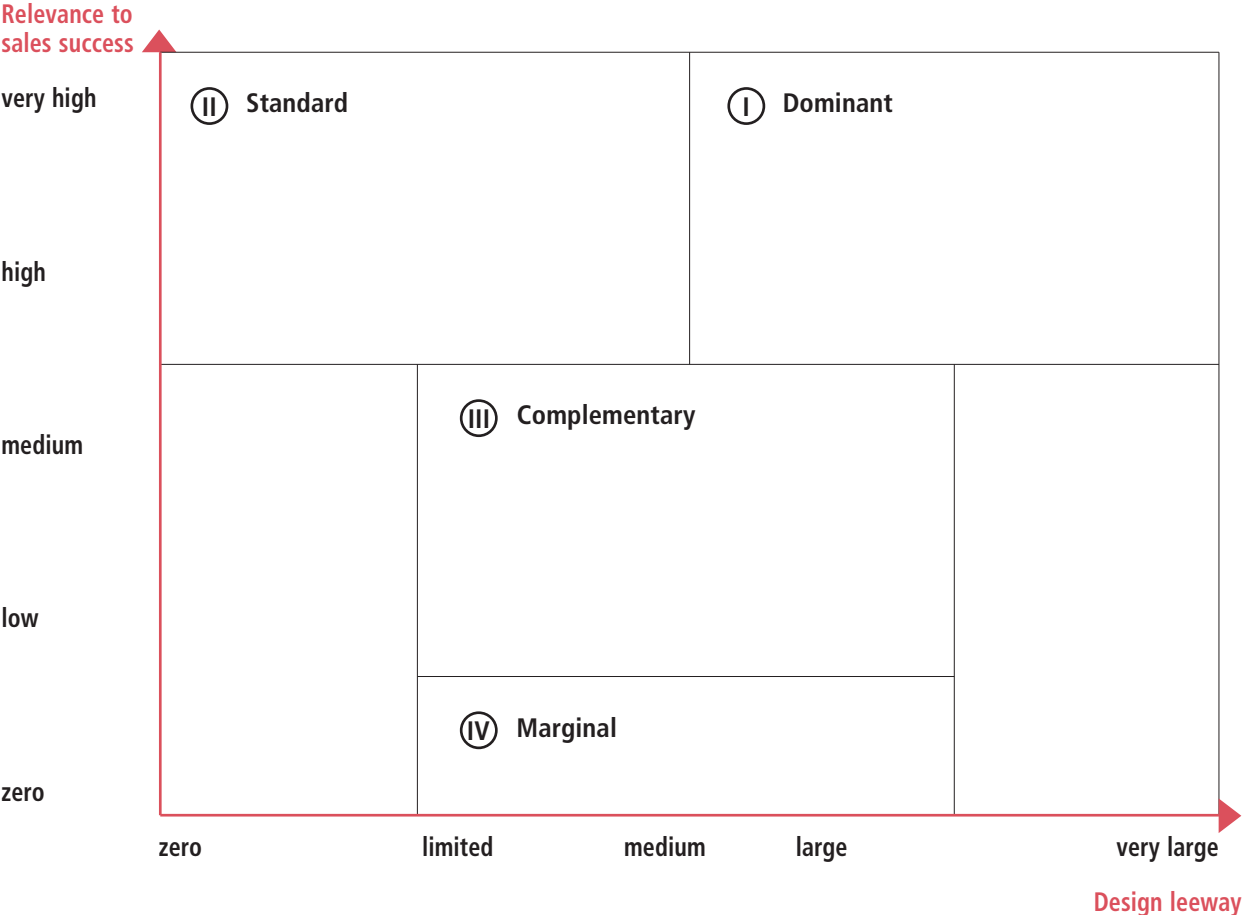 Relevance to
sales success
very high
II Standard
I Dominant
high
III Complementary
medium
low
IV Marginal
zero
zero limited medium large very large
Design leeway